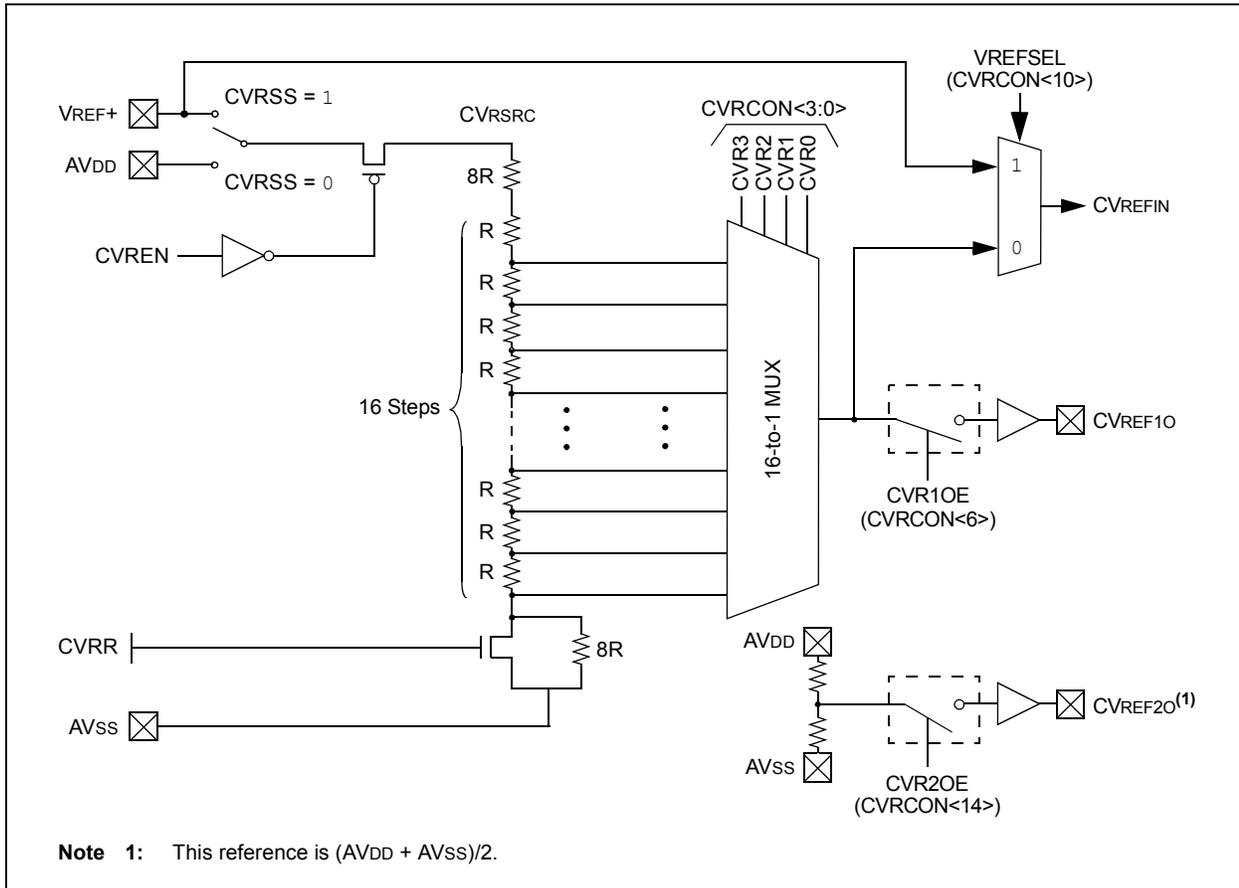 VREFSEL
(CVRCON<10>)
VREF+
CVRSS = 1
AVDD
CVRSS = 0
CVREN
CVRSRC
8R
R
R
R
R
16 Steps
R
R
R
CVRCON<3:0>
CVR3
CVR2
CVR1
CVR0
16-to-1 MUX
1
0
CVREFIN
CVREF1O
CVR1OE
(CVRCON<6>)
CVRR
8R
AVSS
AVDD
AVSS
CVREF2O(1)
CVR2OE
(CVRCON<14>)
Note 1: This reference is (AVDD + AVSS)/2.